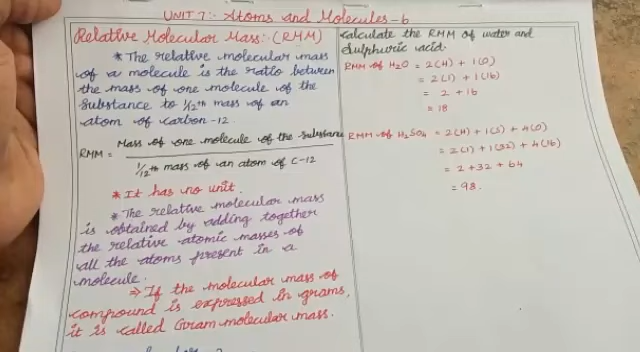 UNIT 7:- Atoms and Molecules-6
Relative Molecular Mass:- (RMM)
* The relative molecular mass
of a molecule is the ratio between
the mass of one molecule of the
substance to 1/12th mass of an
atom of carbon-12.
RMM = Mass of one molecule of the substance
1/12th mass of an atom of C-12
* It has no unit.
* The relative molecular mass
is obtained by adding together
the relative atomic masses of
all the atoms present in a
molecule.
⇒ If the molecular mass of
compound is expressed in grams,
it is called Gram molecular mass.
Calculate the RMM of water and
Sulphuric acid.
RMM of H₂O = 2(H) + 1(O)
= 2(1) + 1(16)
= 2 + 16
= 18
RMM of H₂SO₄ = 2(H) + 1(S) + 4(O)
= 2(1) + 1(32) + 4(16)
= 2 + 32 + 64
= 98.